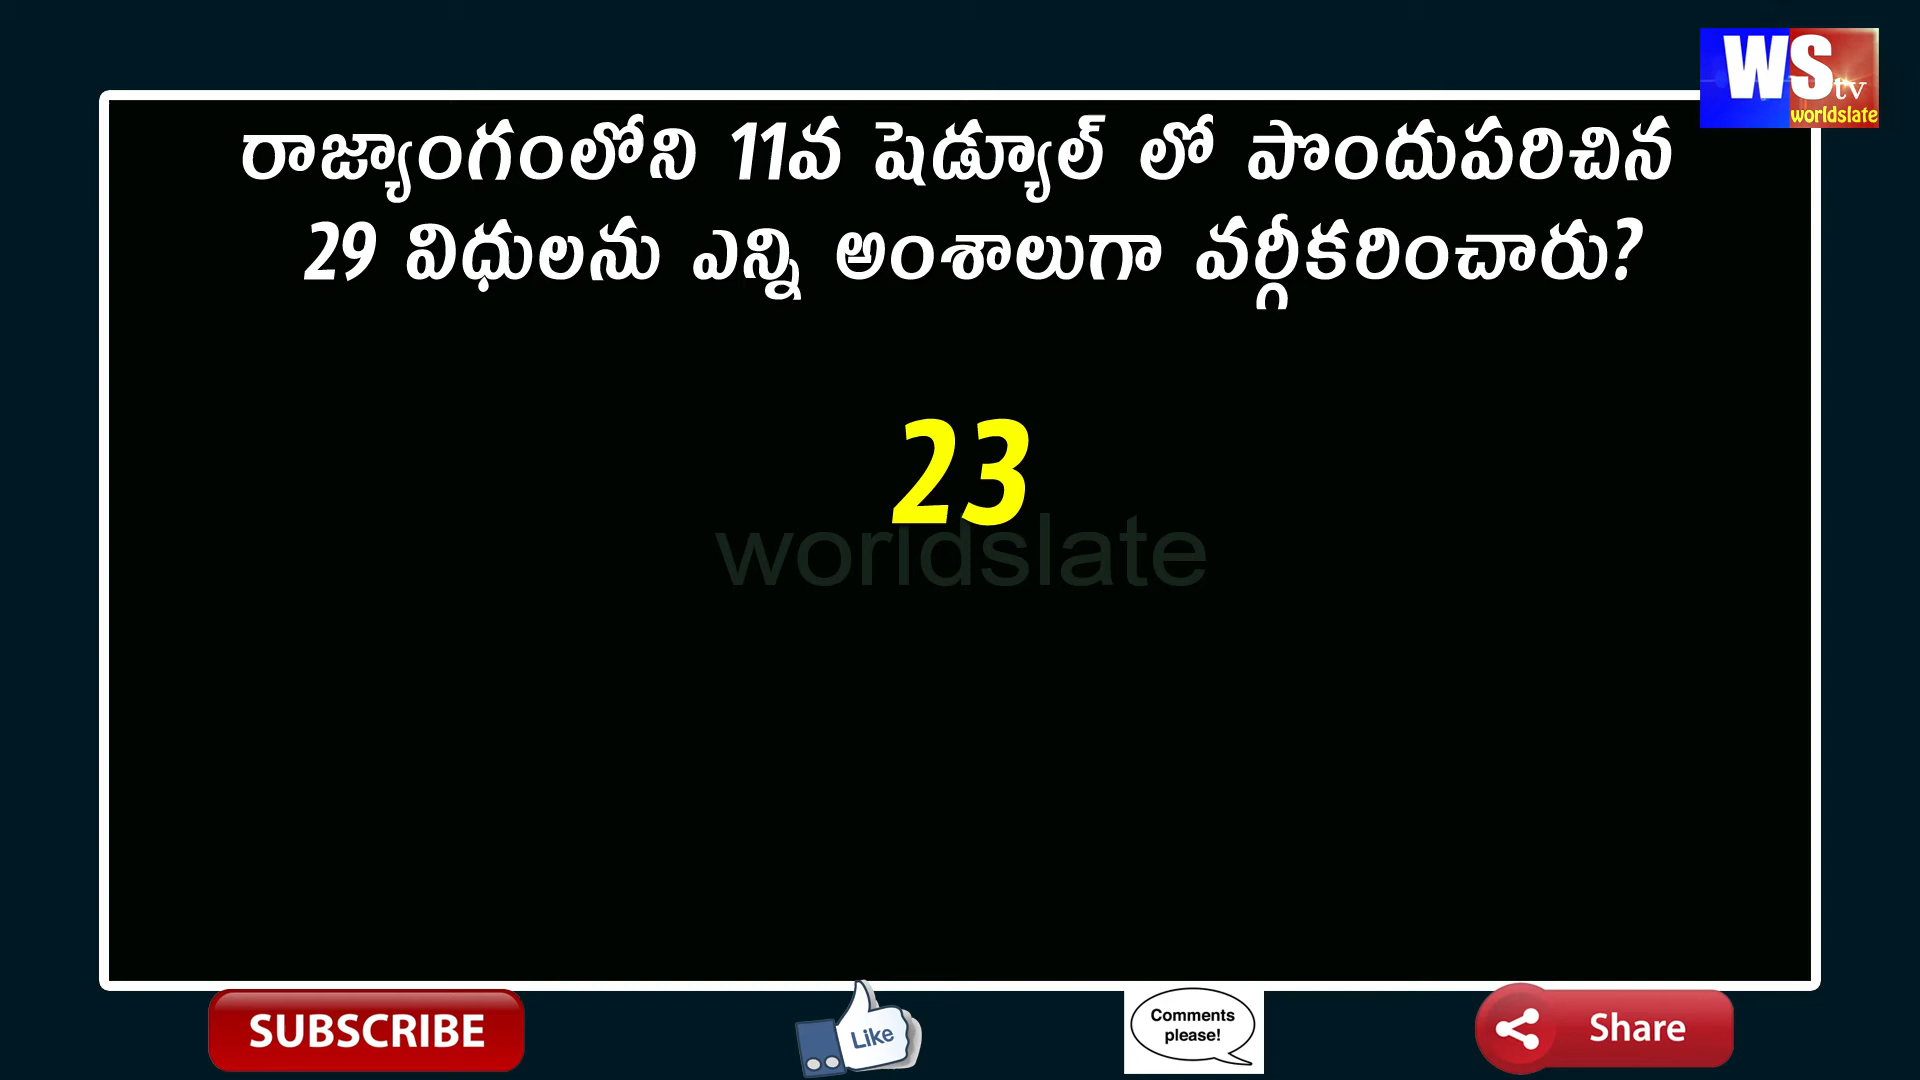 WS tv
worldslate
రాజ్యాంగంలోని 11వ షెడ్యూల్ లో పొందుపరిచిన
29 విధులను ఎన్ని అంశాలుగా వర్గీకరించారు?
23
worldslate
SUBSCRIBE
Like
Comments
please!
Share